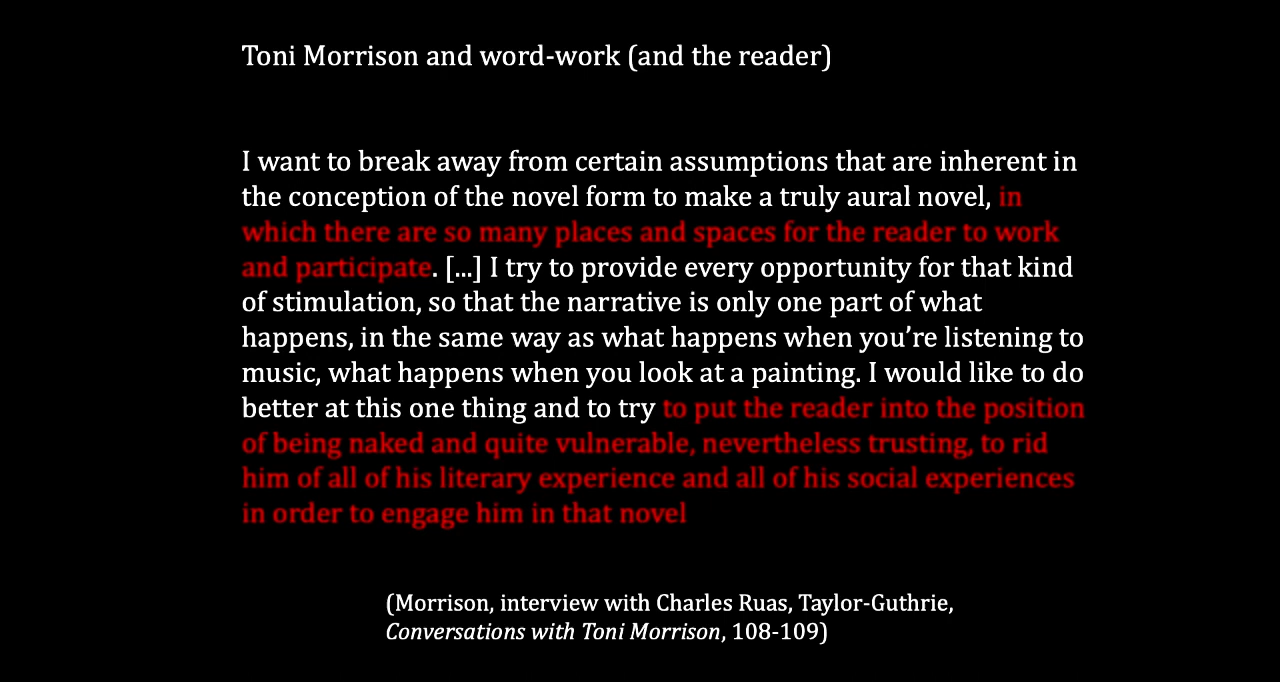 Toni Morrison and word-work (and the reader)
I want to break away from certain assumptions that are inherent in
the conception of the novel form to make a truly aural novel, in
which there are so many places and spaces for the reader to work
and participate. [...] I try to provide every opportunity for that kind
of stimulation, so that the narrative is only one part of what
happens, in the same way as what happens when you’re listening to
music, what happens when you look at a painting. I would like to do
better at this one thing and to try to put the reader into the position
of being naked and quite vulnerable, nevertheless trusting, to rid
him of all of his literary experience and all of his social experiences
in order to engage him in that novel
(Morrison, interview with Charles Ruas, Taylor-Guthrie,
Conversations with Toni Morrison, 108-109)